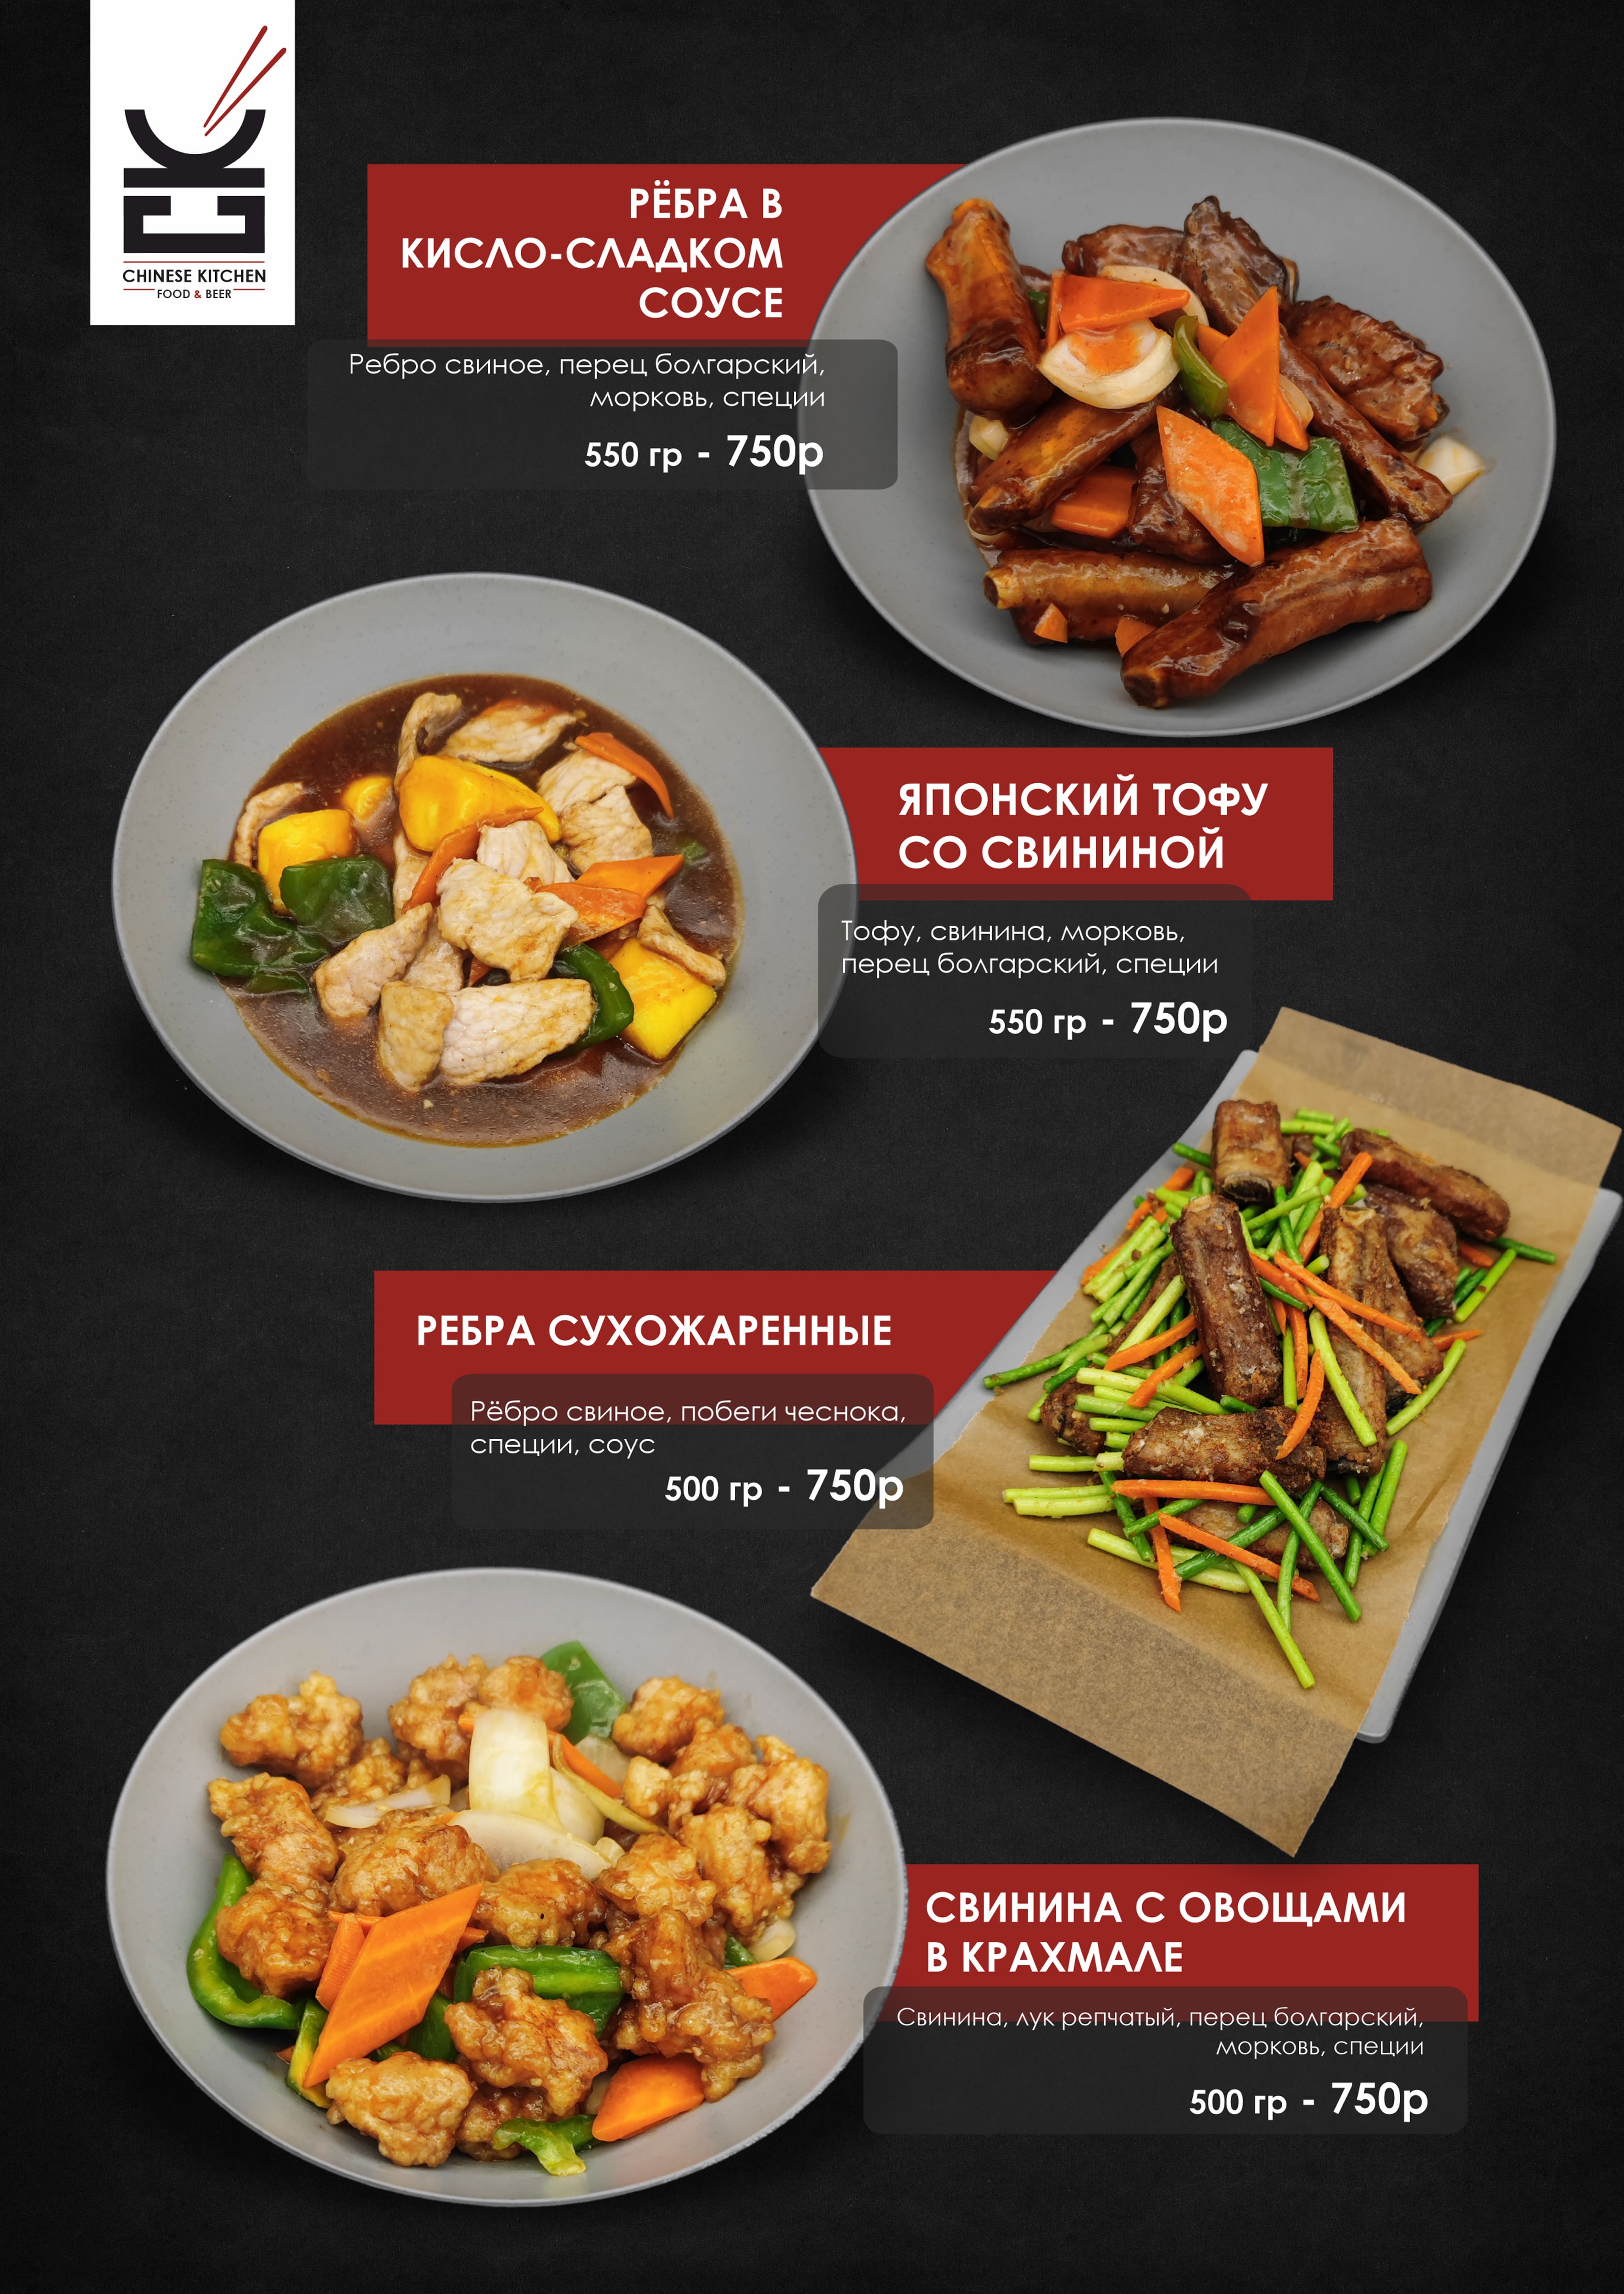 CHINESE KITCHEN
FOOD & BEER
РЁБРА В
КИСЛО-СЛАДКОМ
СОУСЕ
Ребро свиное, перец болгарский,
морковь, специи
550 гр - 750р
ЯПОНСКИЙ ТОФУ
СО СВИНИНОЙ
Тофу, свинина, морковь,
перец болгарский, специи
550 гр - 750р
РЕБРА СУХОЖАРЕННЫЕ
Рёбро свиное, побеги чеснока,
специи, соус
500 гр - 750р
СВИНИНА С ОВОЩАМИ
В КРАХМАЛЕ
Свинина, лук репчатый, перец болгарский,
морковь, специи
500 гр - 750р